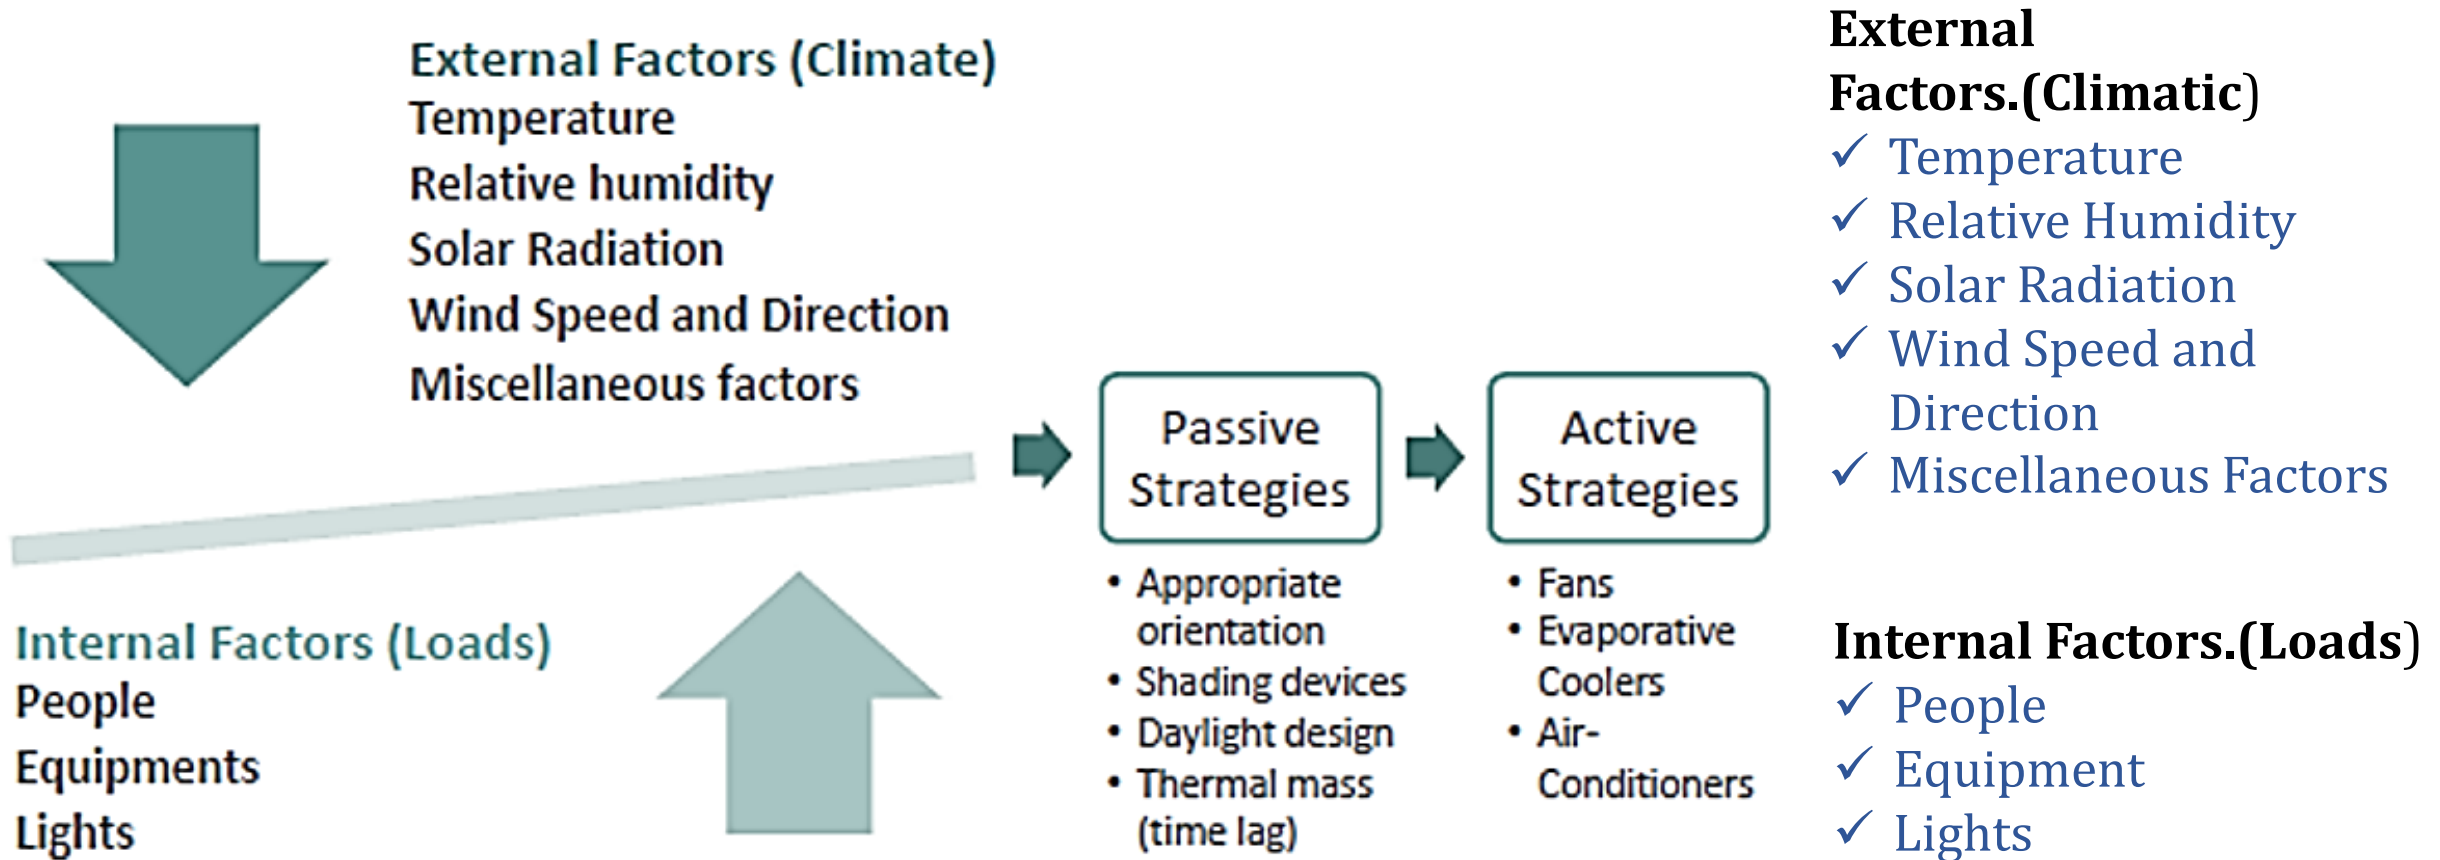 External Factors (Climate)
Temperature
Relative humidity
Solar Radiation
Wind Speed and Direction
Miscellaneous factors
Internal Factors (Loads)
People
Equipments
Lights
Passive
Strategies
• Appropriate
orientation
• Shading devices
• Daylight design
• Thermal mass
(time lag)
Active
Strategies
• Fans
• Evaporative
Coolers
• Air-
Conditioners
External
Factors.(Climatic)
✓ Temperature
✓ Relative Humidity
✓ Solar Radiation
✓ Wind Speed and
Direction
✓ Miscellaneous Factors
Internal Factors.(Loads)
✓ People
✓ Equipment
✓ Lights